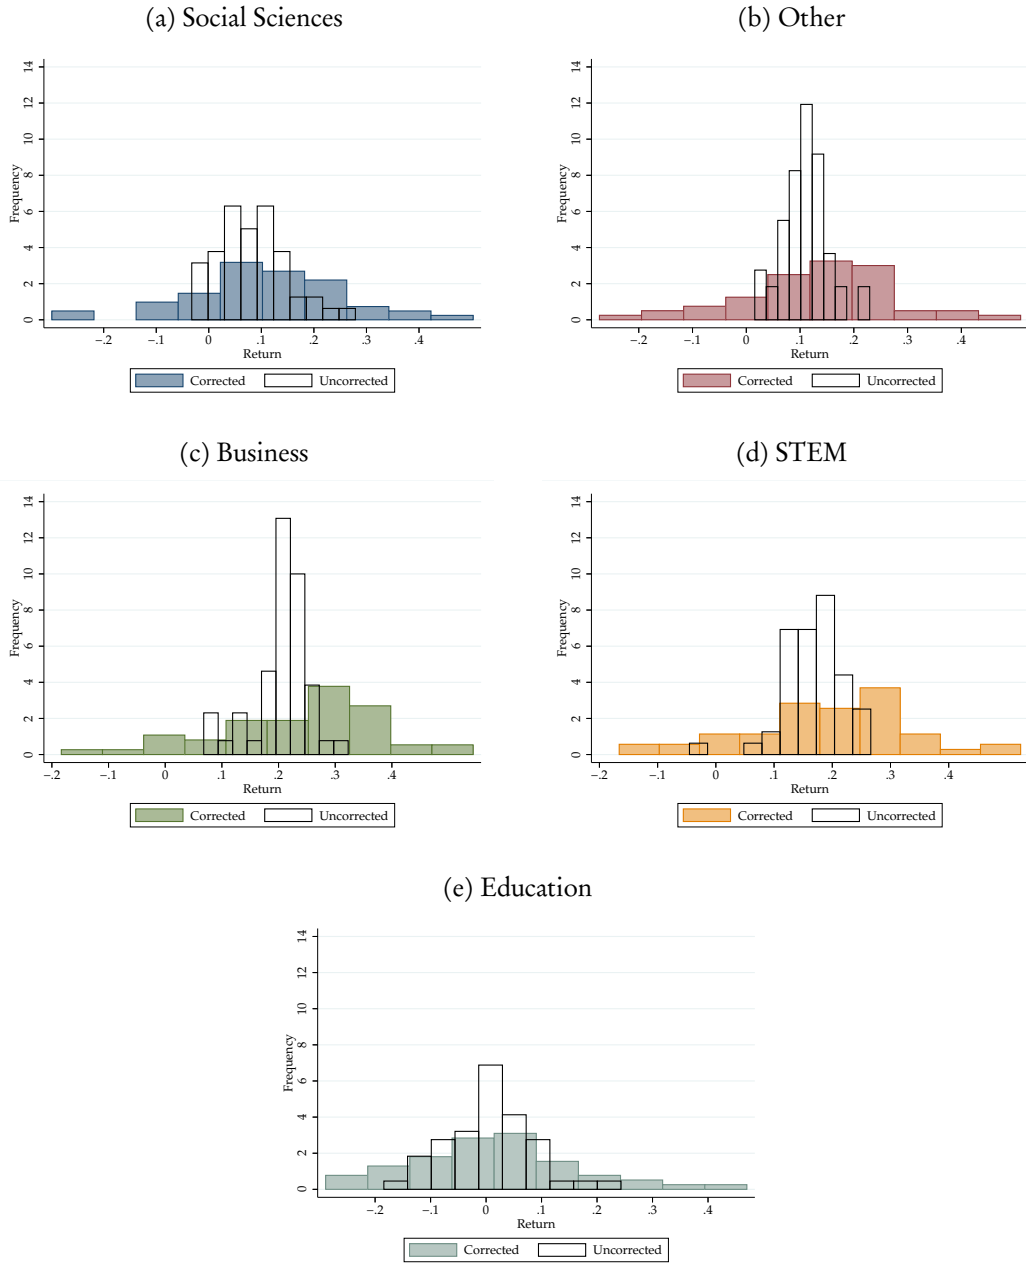 (a) Social Sciences
(b) Other
Frequency
0 2 4 6 8 10 12 14
-.2 -.1 0 .1 .2 .3 .4
Return
Corrected Uncorrected
Frequency
0 2 4 6 8 10 12 14
-.2 -.1 0 .1 .2 .3 .4
Return
Corrected Uncorrected
(c) Business
(d) STEM
Frequency
0 2 4 6 8 10 12 14
-.2 -.1 0 .1 .2 .3 .4
Return
Corrected Uncorrected
Frequency
0 2 4 6 8 10 12 14
-.2 -.1 0 .1 .2 .3 .4
Return
Corrected Uncorrected
(e) Education
Frequency
0 2 4 6 8 10 12 14
-.2 -.1 0 .1 .2 .3 .4
Return
Corrected Uncorrected